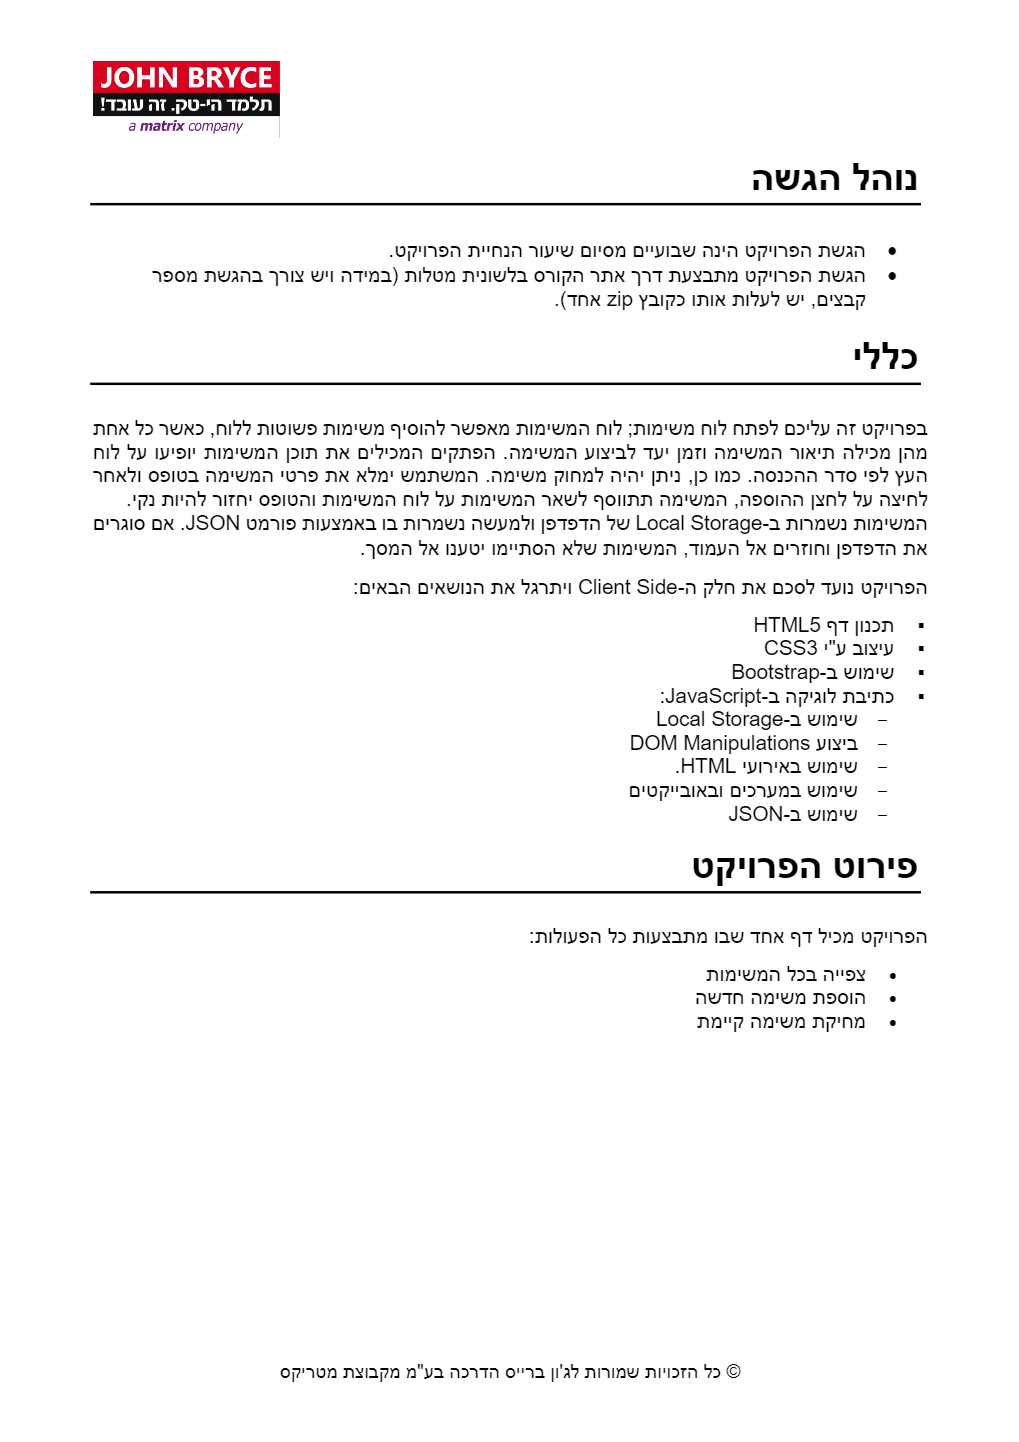 JOHN BRYCE
תלמד הי-טק. זה עובד!
a matrix company
נוהל הגשה
• הגשת הפרויקט הינה שבועיים מסיום שיעור הנחיית הפרויקט.
• הגשת הפרויקט מתבצעת דרך אתר הקורס בלשונית מטלות (במידה ויש צורך בהגשת מספר
קבצים, יש לעלות אותו כקובץ zip אחד).
כללי
בפרויקט זה עליכם לפתח לוח משימות; לוח המשימות מאפשר להוסיף משימות פשוטות ללוח, כאשר כל אחת
מהן מכילה תיאור המשימה וזמן יעד לביצוע המשימה. הפתקים המכילים את תוכן המשימות יופיעו על לוח
העץ לפי סדר ההכנסה. כמו כן, ניתן יהיה למחוק משימה. המשתמש ימלא את פרטי המשימה בטופס ולאחר
לחיצה על לחצן ההוספה, המשימה תתווסף לשאר המשימות על לוח המשימות והטופס יחזור להיות נקי.
המשימות נשמרות ב-Local Storage של הדפדפן ולמעשה נשמרות בו באמצעות פורמט JSON. אם סוגרים
את הדפדפן וחוזרים אל העמוד, המשימות שלא הסתיימו יטענו אל המסך.
הפרויקט נועד לסכם את חלק ה-Client Side ויתרגל את הנושאים הבאים:
▪ תכנון דף HTML5
▪ עיצוב ע"י CSS3
▪ שימוש ב-Bootstrap
▪ כתיבת לוגיקה ב-JavaScript:
– שימוש ב-Local Storage
– ביצוע DOM Manipulations
– שימוש באירועי HTML.
– שימוש במערכים ובאובייקטים
– שימוש ב-JSON
פירוט הפרויקט
הפרויקט מכיל דף אחד שבו מתבצעות כל הפעולות:
• צפייה בכל המשימות
• הוספת משימה חדשה
• מחיקת משימה קיימת
© כל הזכויות שמורות לג'ון ברייס הדרכה בע"מ מקבוצת מטריקס